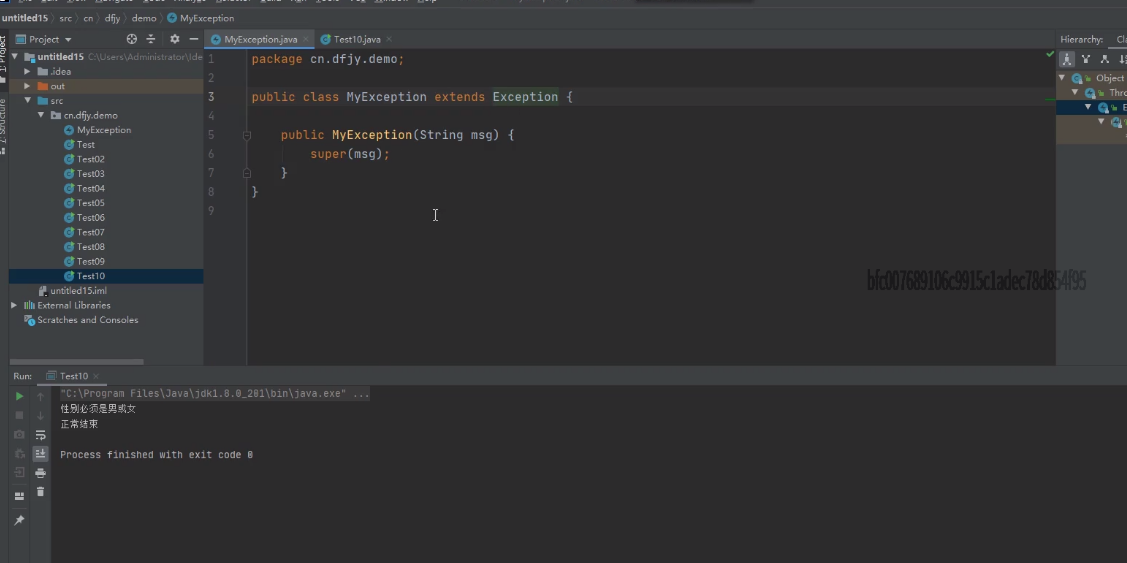 untitled15 src cn dfjy demo MyException
Project
MyException.java
Test10.java
Hierarchy:
1: Project
untitled15 C:\Users\Administrator\Ide
.idea
out
src
cn.dfjy.demo
MyException
Test
Test02
Test03
Test04
Test05
Test06
Test07
Test08
Test09
Test10
untitled15.iml
External Libraries
Scratches and Consoles
1 package cn.dfjy.demo;
2
3 public class MyException extends Exception {
4
5 public MyException(String msg) {
6 super(msg);
7 }
8 }
9
Object
Thro
E
bfc007689106c9915c1adec78d854f95
Run: Test10
"C:\Program Files\Java\jdk1.8.0_201\bin\java.exe" ...
性别必须是男或女
正常结束
Process finished with exit code 0